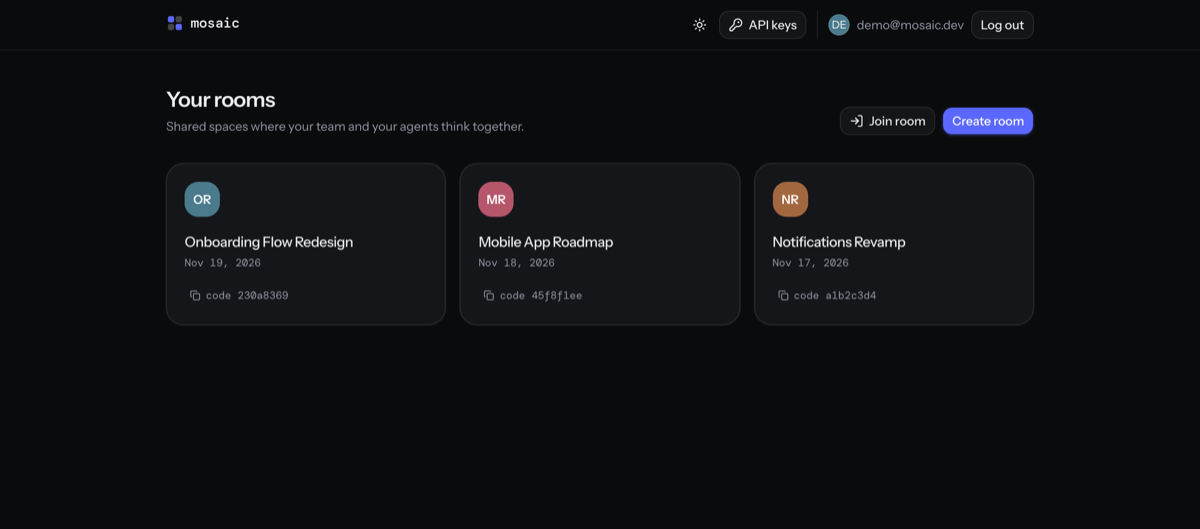 mosaic
API keys
DE
demo@mosaic.dev
Log out
Your rooms
Shared spaces where your team and your agents think together.
Join room
Create room
OR
Onboarding Flow Redesign
Nov 19, 2026
code 230a8369
MR
Mobile App Roadmap
Nov 18, 2026
code 45f8f1ee
NR
Notifications Revamp
Nov 17, 2026
code a1b2c3d4